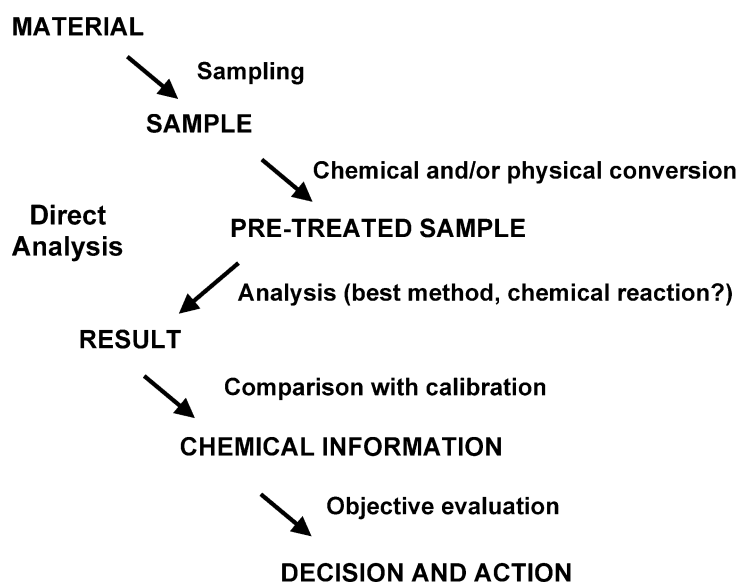 MATERIAL
Sampling
SAMPLE
Chemical and/or physical conversion
Direct
Analysis
PRE-TREATED SAMPLE
Analysis (best method, chemical reaction?)
RESULT
Comparison with calibration
CHEMICAL INFORMATION
Objective evaluation
DECISION AND ACTION